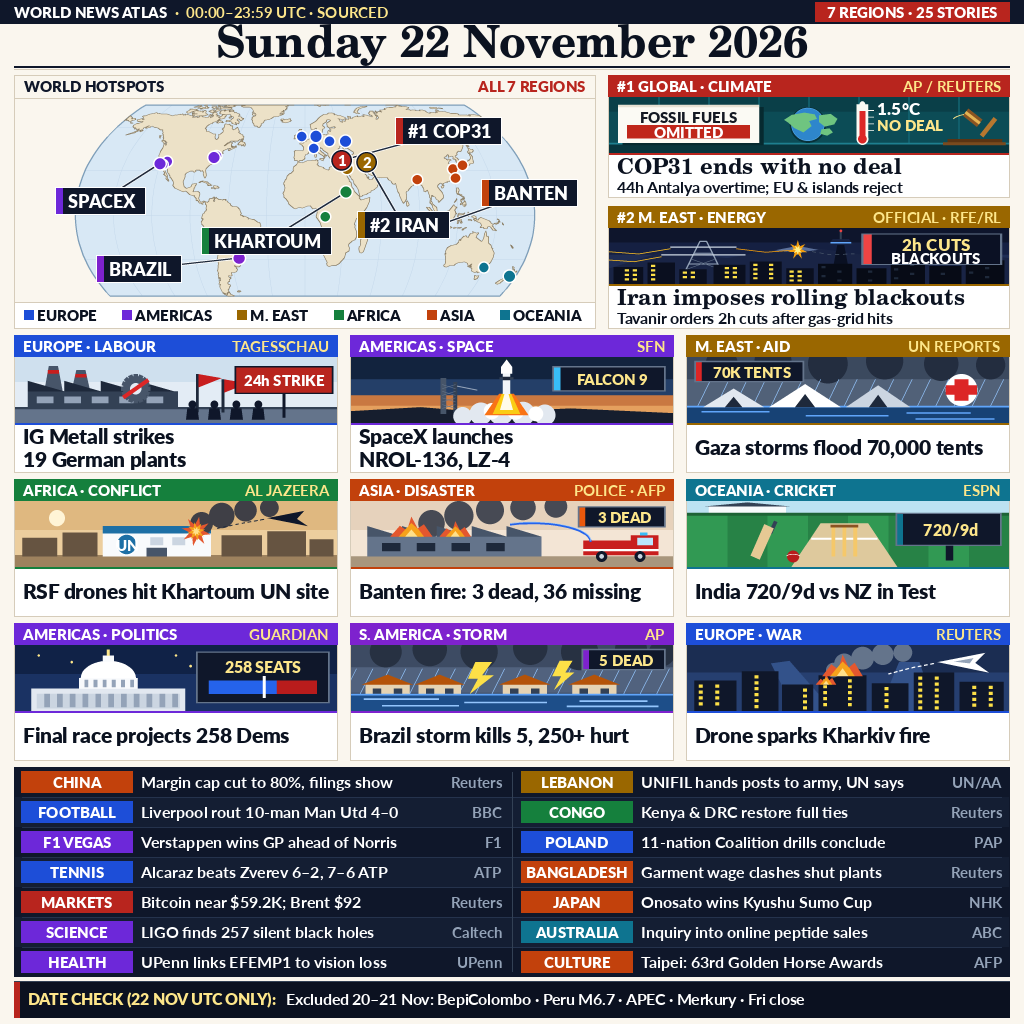 WORLD NEWS ATLAS · 00:00–23:59 UTC · SOURCED
7 REGIONS · 25 STORIES
Sunday 22 November 2026
WORLD HOTSPOTS
ALL 7 REGIONS
#1 COP31
1
2
SPACEX
BANTEN
#2 IRAN
KHARTOUM
BRAZIL
EUROPE
AMERICAS
M. EAST
AFRICA
ASIA
OCEANIA
#1 GLOBAL · CLIMATE
AP / REUTERS
FOSSIL FUELS
OMITTED
1.5°C
NO DEAL
COP31 ends with no deal
44h Antalya overtime; EU & islands reject
#2 M. EAST · ENERGY
OFFICIAL · RFE/RL
2h CUTS
BLACKOUTS
Iran imposes rolling blackouts
Tavanir orders 2h cuts after gas-grid hits
EUROPE · LABOUR
TAGESSCHAU
24h STRIKE
IG Metall strikes
19 German plants
AMERICAS · SPACE
SFN
FALCON 9
SpaceX launches
NROL-136, LZ-4
M. EAST · AID
UN REPORTS
70K TENTS
Gaza storms flood 70,000 tents
AFRICA · CONFLICT
AL JAZEERA
UN
RSF drones hit Khartoum UN site
ASIA · DISASTER
POLICE · AFP
3 DEAD
Banten fire: 3 dead, 36 missing
OCEANIA · CRICKET
ESPN
720/9d
India 720/9d vs NZ in Test
AMERICAS · POLITICS
GUARDIAN
258 SEATS
Final race projects 258 Dems
S. AMERICA · STORM
AP
5 DEAD
Brazil storm kills 5, 250+ hurt
EUROPE · WAR
REUTERS
Drone sparks Kharkiv fire
CHINA Margin cap cut to 80%, filings show Reuters
FOOTBALL Liverpool rout 10-man Man Utd 4–0 BBC
F1 VEGAS Verstappen wins GP ahead of Norris F1
TENNIS Alcaraz beats Zverev 6–2, 7–6 ATP ATP
MARKETS Bitcoin near $59.2K; Brent $92 Reuters
SCIENCE LIGO finds 257 silent black holes Caltech
HEALTH UPenn links EFEMP1 to vision loss UPenn
LEBANON UNIFIL hands posts to army, UN says UN/AA
CONGO Kenya & DRC restore full ties Reuters
POLAND 11-nation Coalition drills conclude PAP
BANGLADESH Garment wage clashes shut plants Reuters
JAPAN Onosato wins Kyushu Sumo Cup NHK
AUSTRALIA Inquiry into online peptide sales ABC
CULTURE Taipei: 63rd Golden Horse Awards AFP
DATE CHECK (22 NOV UTC ONLY): Excluded 20–21 Nov: BepiColombo · Peru M6.7 · APEC · Merkury · Fri close